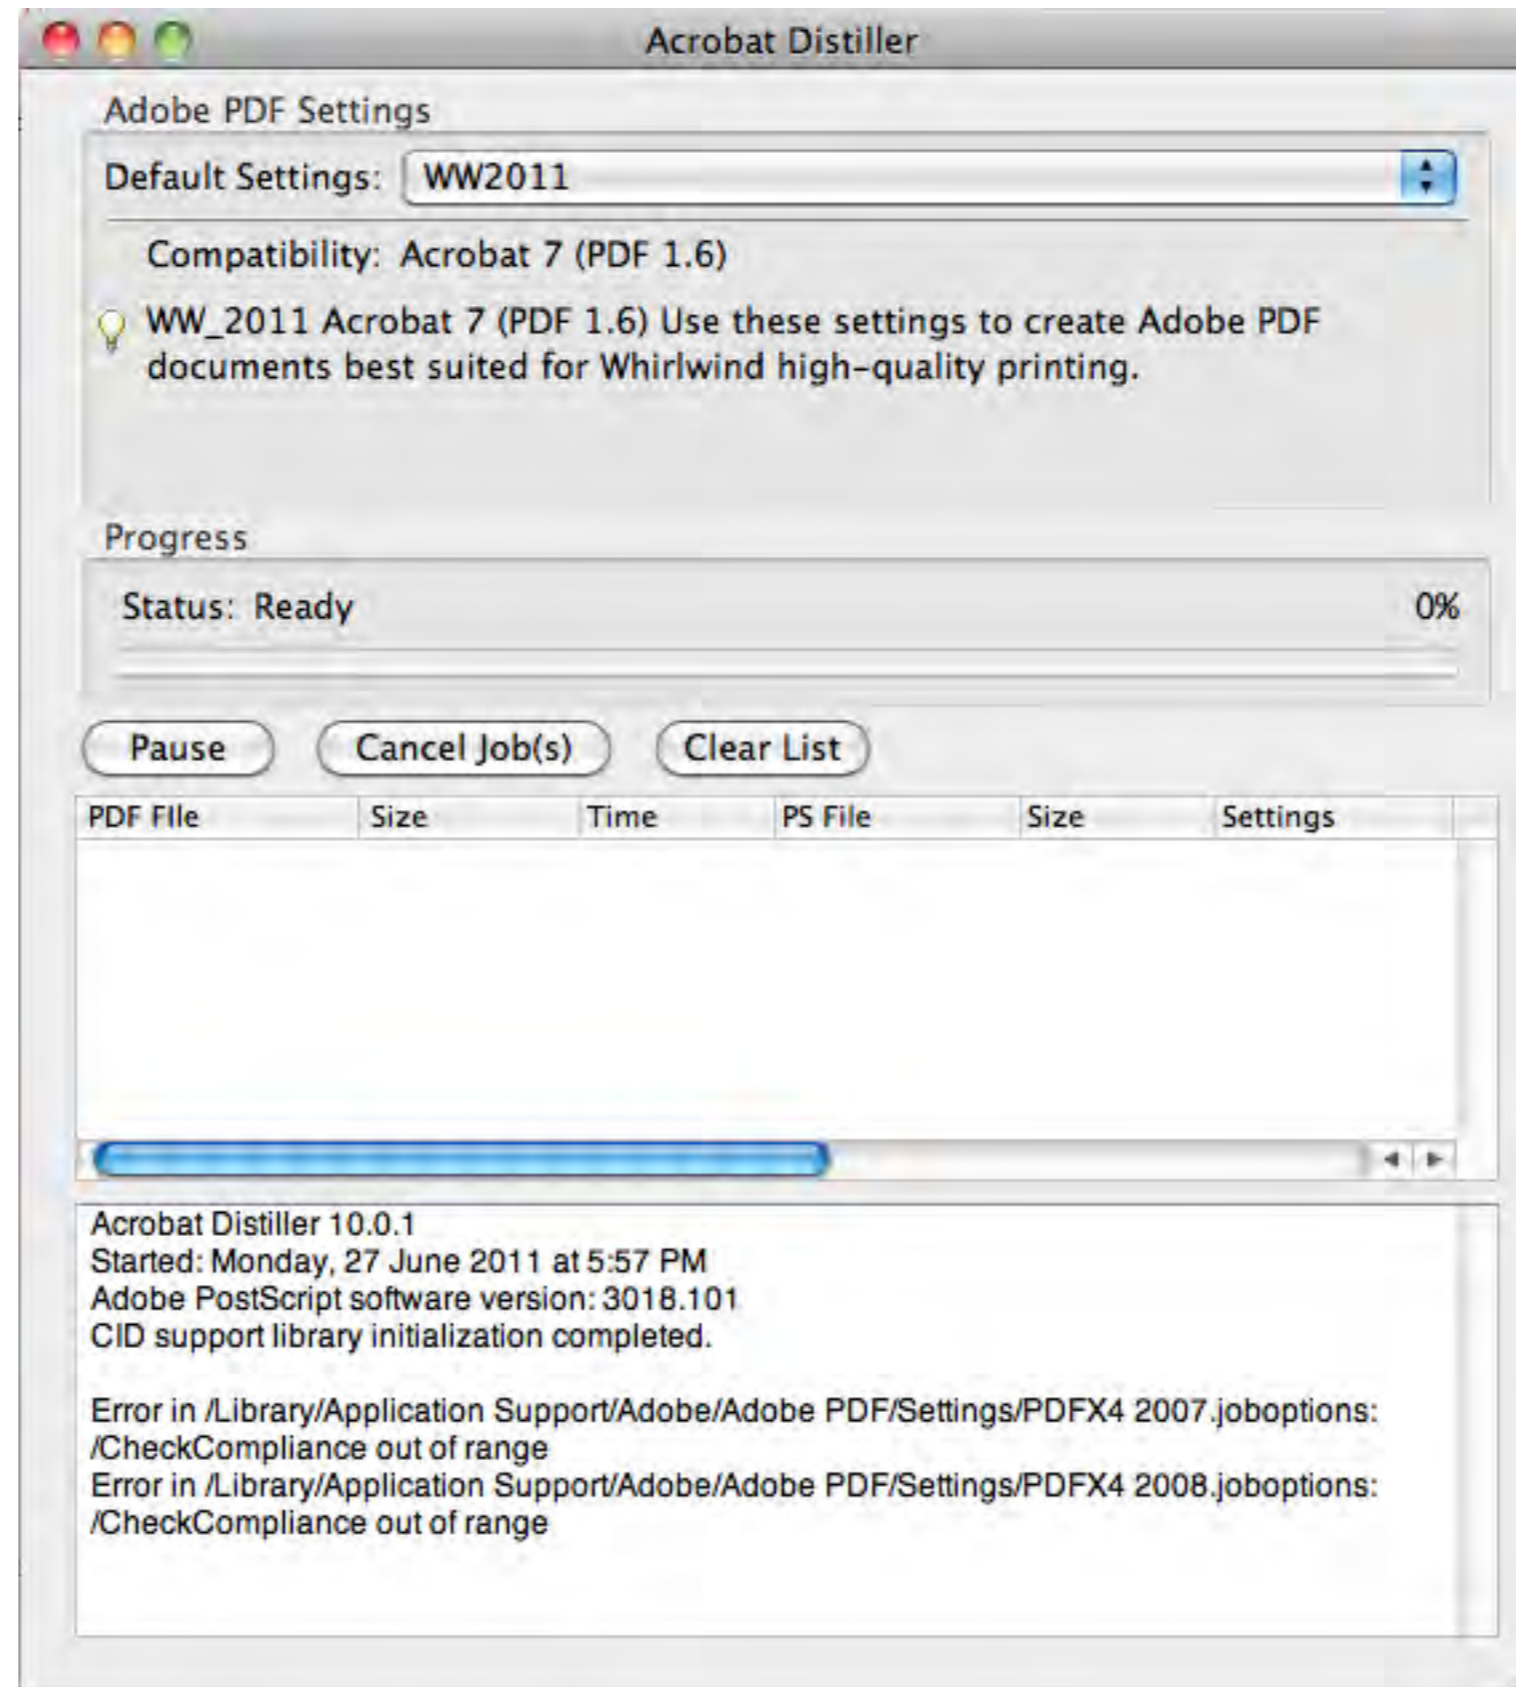 Acrobat Distiller
Adobe PDF Settings
Default Settings: WW2011
Compatibility: Acrobat 7 (PDF 1.6)
WW_2011 Acrobat 7 (PDF 1.6) Use these settings to create Adobe PDF
documents best suited for Whirlwind high-quality printing.
Progress
Status: Ready 0%
Pause Cancel Job(s) Clear List
PDF FIle Size Time PS File Size Settings
Acrobat Distiller 10.0.1
Started: Monday, 27 June 2011 at 5:57 PM
Adobe PostScript software version: 3018.101
CID support library initialization completed.
Error in /Library/Application Support/Adobe/Adobe PDF/Settings/PDFX4 2007.joboptions:
/CheckCompliance out of range
Error in /Library/Application Support/Adobe/Adobe PDF/Settings/PDFX4 2008.joboptions:
/CheckCompliance out of range